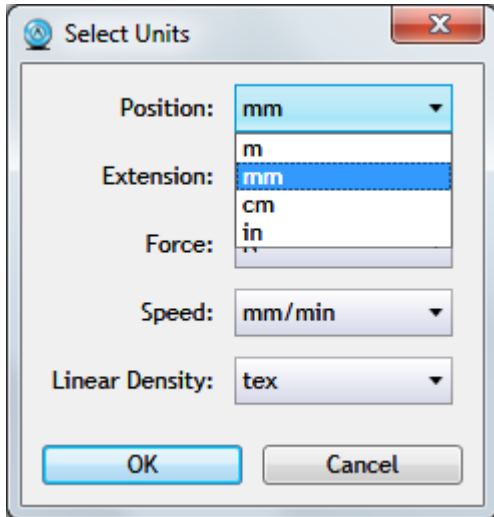 Select Units
Position: mm
m
Extension: mm
cm
in
Force:
Speed: mm/min
Linear Density: tex
OK Cancel